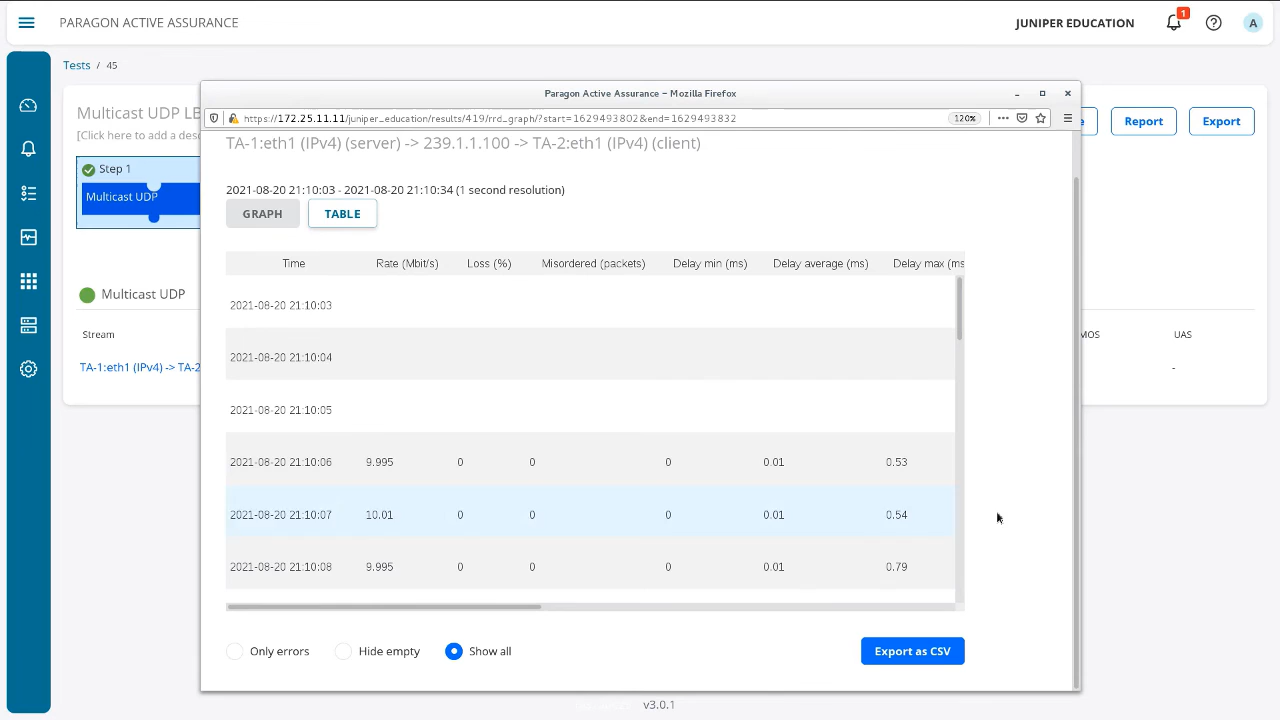 PARAGON ACTIVE ASSURANCE
JUNIPER EDUCATION
1
A
Tests / 45
Multicast UDP LE
[Click here to add a desc
Step 1
Multicast UDP
Report
Export
Multicast UDP
Stream
MOS
UAS
TA-1:eth1 (IPv4) -> TA-2
-
Paragon Active Assurance – Mozilla Firefox
https://172.25.11.11/juniper_education/results/419/rrd_graph/?start=1629493802&end=1629493832
120%
TA-1:eth1 (IPv4) (server) -> 239.1.1.100 -> TA-2:eth1 (IPv4) (client)
2021-08-20 21:10:03 - 2021-08-20 21:10:34 (1 second resolution)
GRAPH
TABLE
Time Rate (Mbit/s) Loss (%) Misordered (packets) Delay min (ms) Delay average (ms) Delay max (ms
2021-08-20 21:10:03
2021-08-20 21:10:04
2021-08-20 21:10:05
2021-08-20 21:10:06 9.995 0 0 0 0.01 0.53
2021-08-20 21:10:07 10.01 0 0 0 0.01 0.54
2021-08-20 21:10:08 9.995 0 0 0 0.01 0.79
Only errors
Hide empty
Show all
Export as CSV
v3.0.1